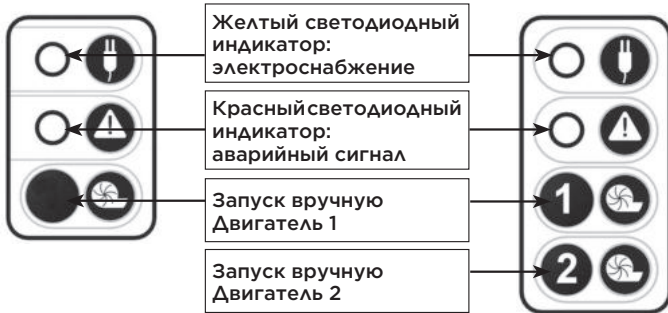 Желтый светодиодный
индикатор:
электроснабжение
Красный светодиодный
индикатор:
аварийный сигнал
Запуск вручную
Двигатель 1
Запуск вручную
Двигатель 2
1
2